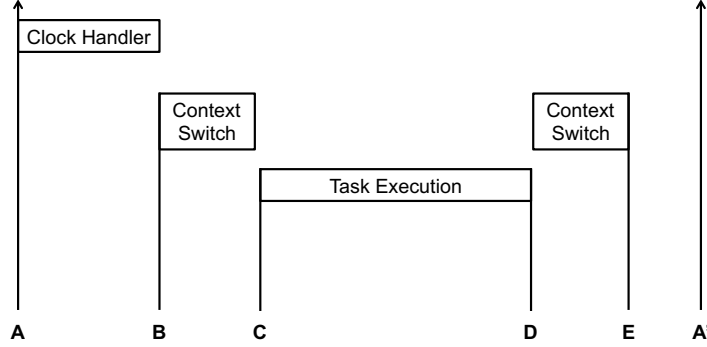 Clock Handler
Context
Switch
Context
Switch
Task Execution
A
B
C
D
E
A'